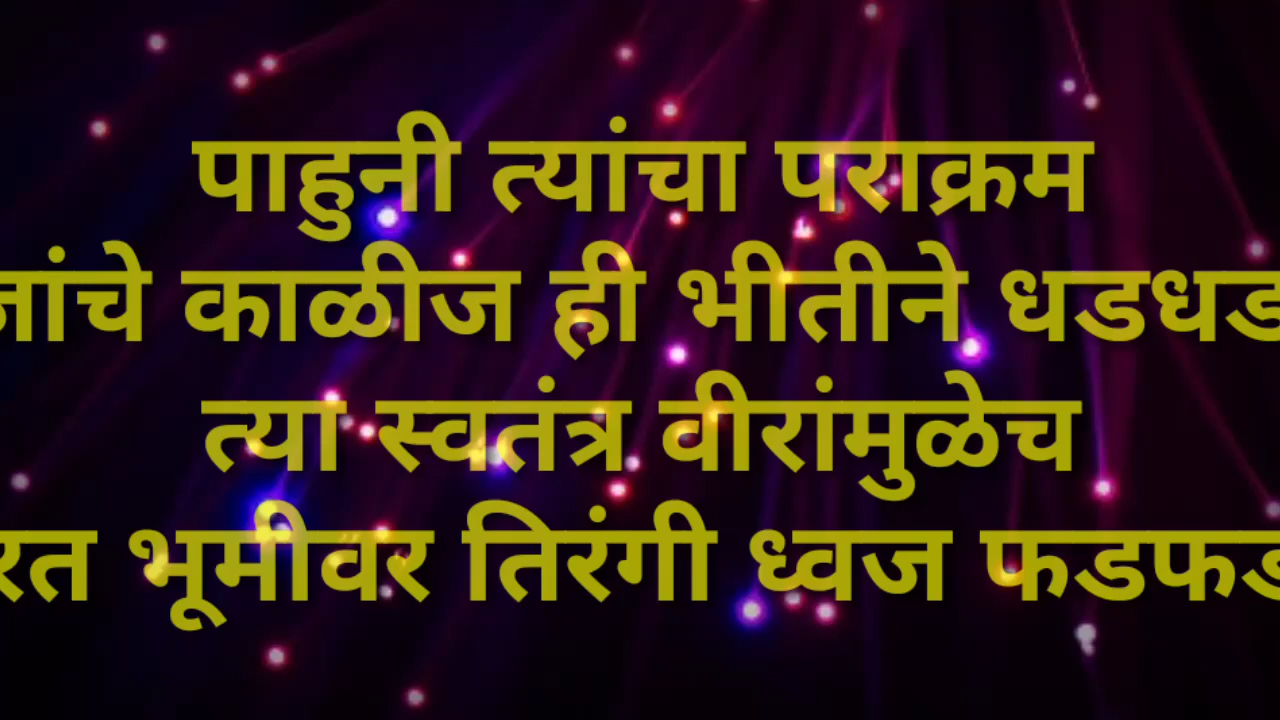 पाहुनी त्यांचा पराक्रम
काळीज ही भीतीने
त्या स्वतंत्र वीरांमुळेच
भूमीवर तिरंगी ध्वज